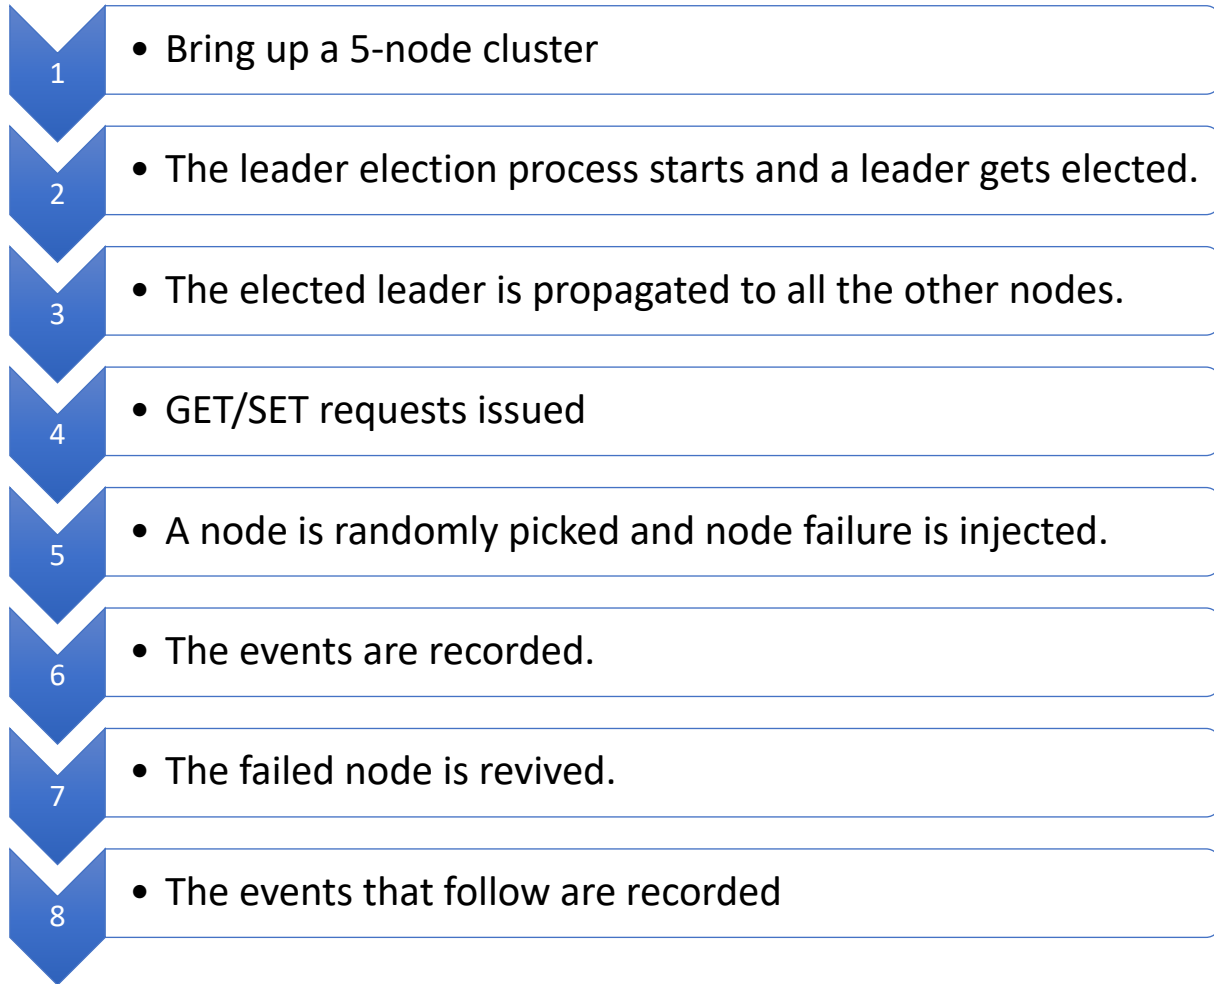 1
• Bring up a 5-node cluster
2
• The leader election process starts and a leader gets elected.
3
• The elected leader is propagated to all the other nodes.
4
• GET/SET requests issued
5
• A node is randomly picked and node failure is injected.
6
• The events are recorded.
7
• The failed node is revived.
8
• The events that follow are recorded